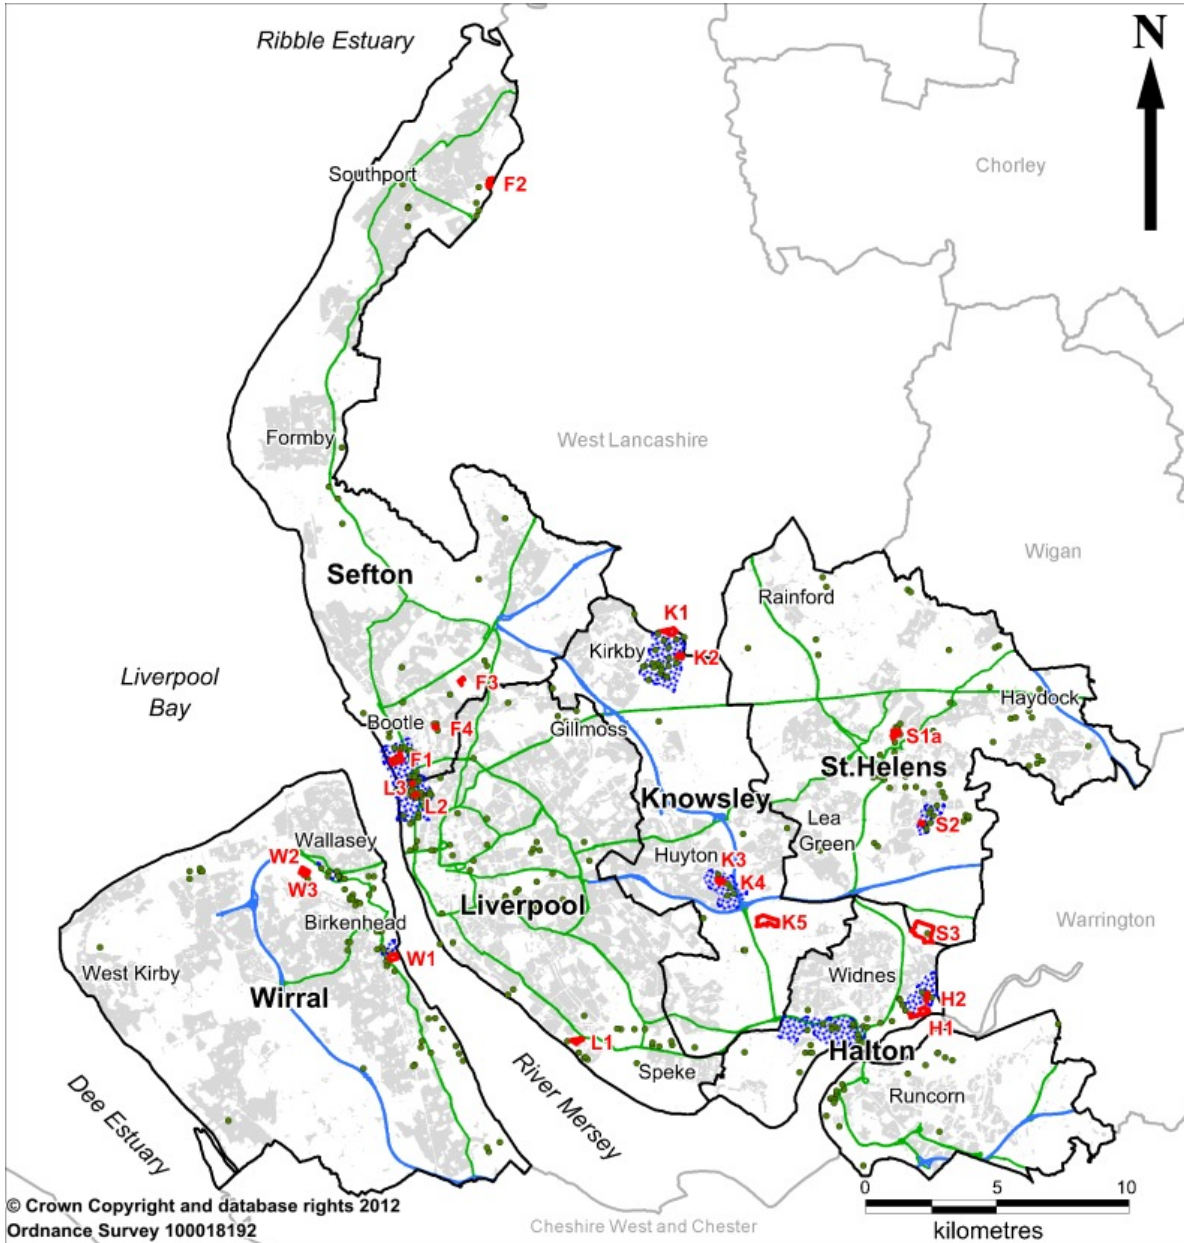 Ribble Estuary
N
Chorley
Southport
F2
Formby
West Lancashire
Wigan
Sefton
Rainford
K1
Kirkby
K2
Liverpool
Bay
F3
Haydock
Bootle
F4
Gillmoss
S1a
F1
St.Helens
L3
L2
Knowsley
Lea
Green
S2
Wallasey
W2
W3
Huyton
K3
K4
Liverpool
Birkenhead
K5
Warrington
S3
W1
West Kirby
Wirral
Widnes
H2
H1
L1
Halton
Speke
River Mersey
Dee Estuary
Runcorn
0 5 10
kilometres
© Crown Copyright and database rights 2012
Ordnance Survey 100018192
Cheshire West and Chester